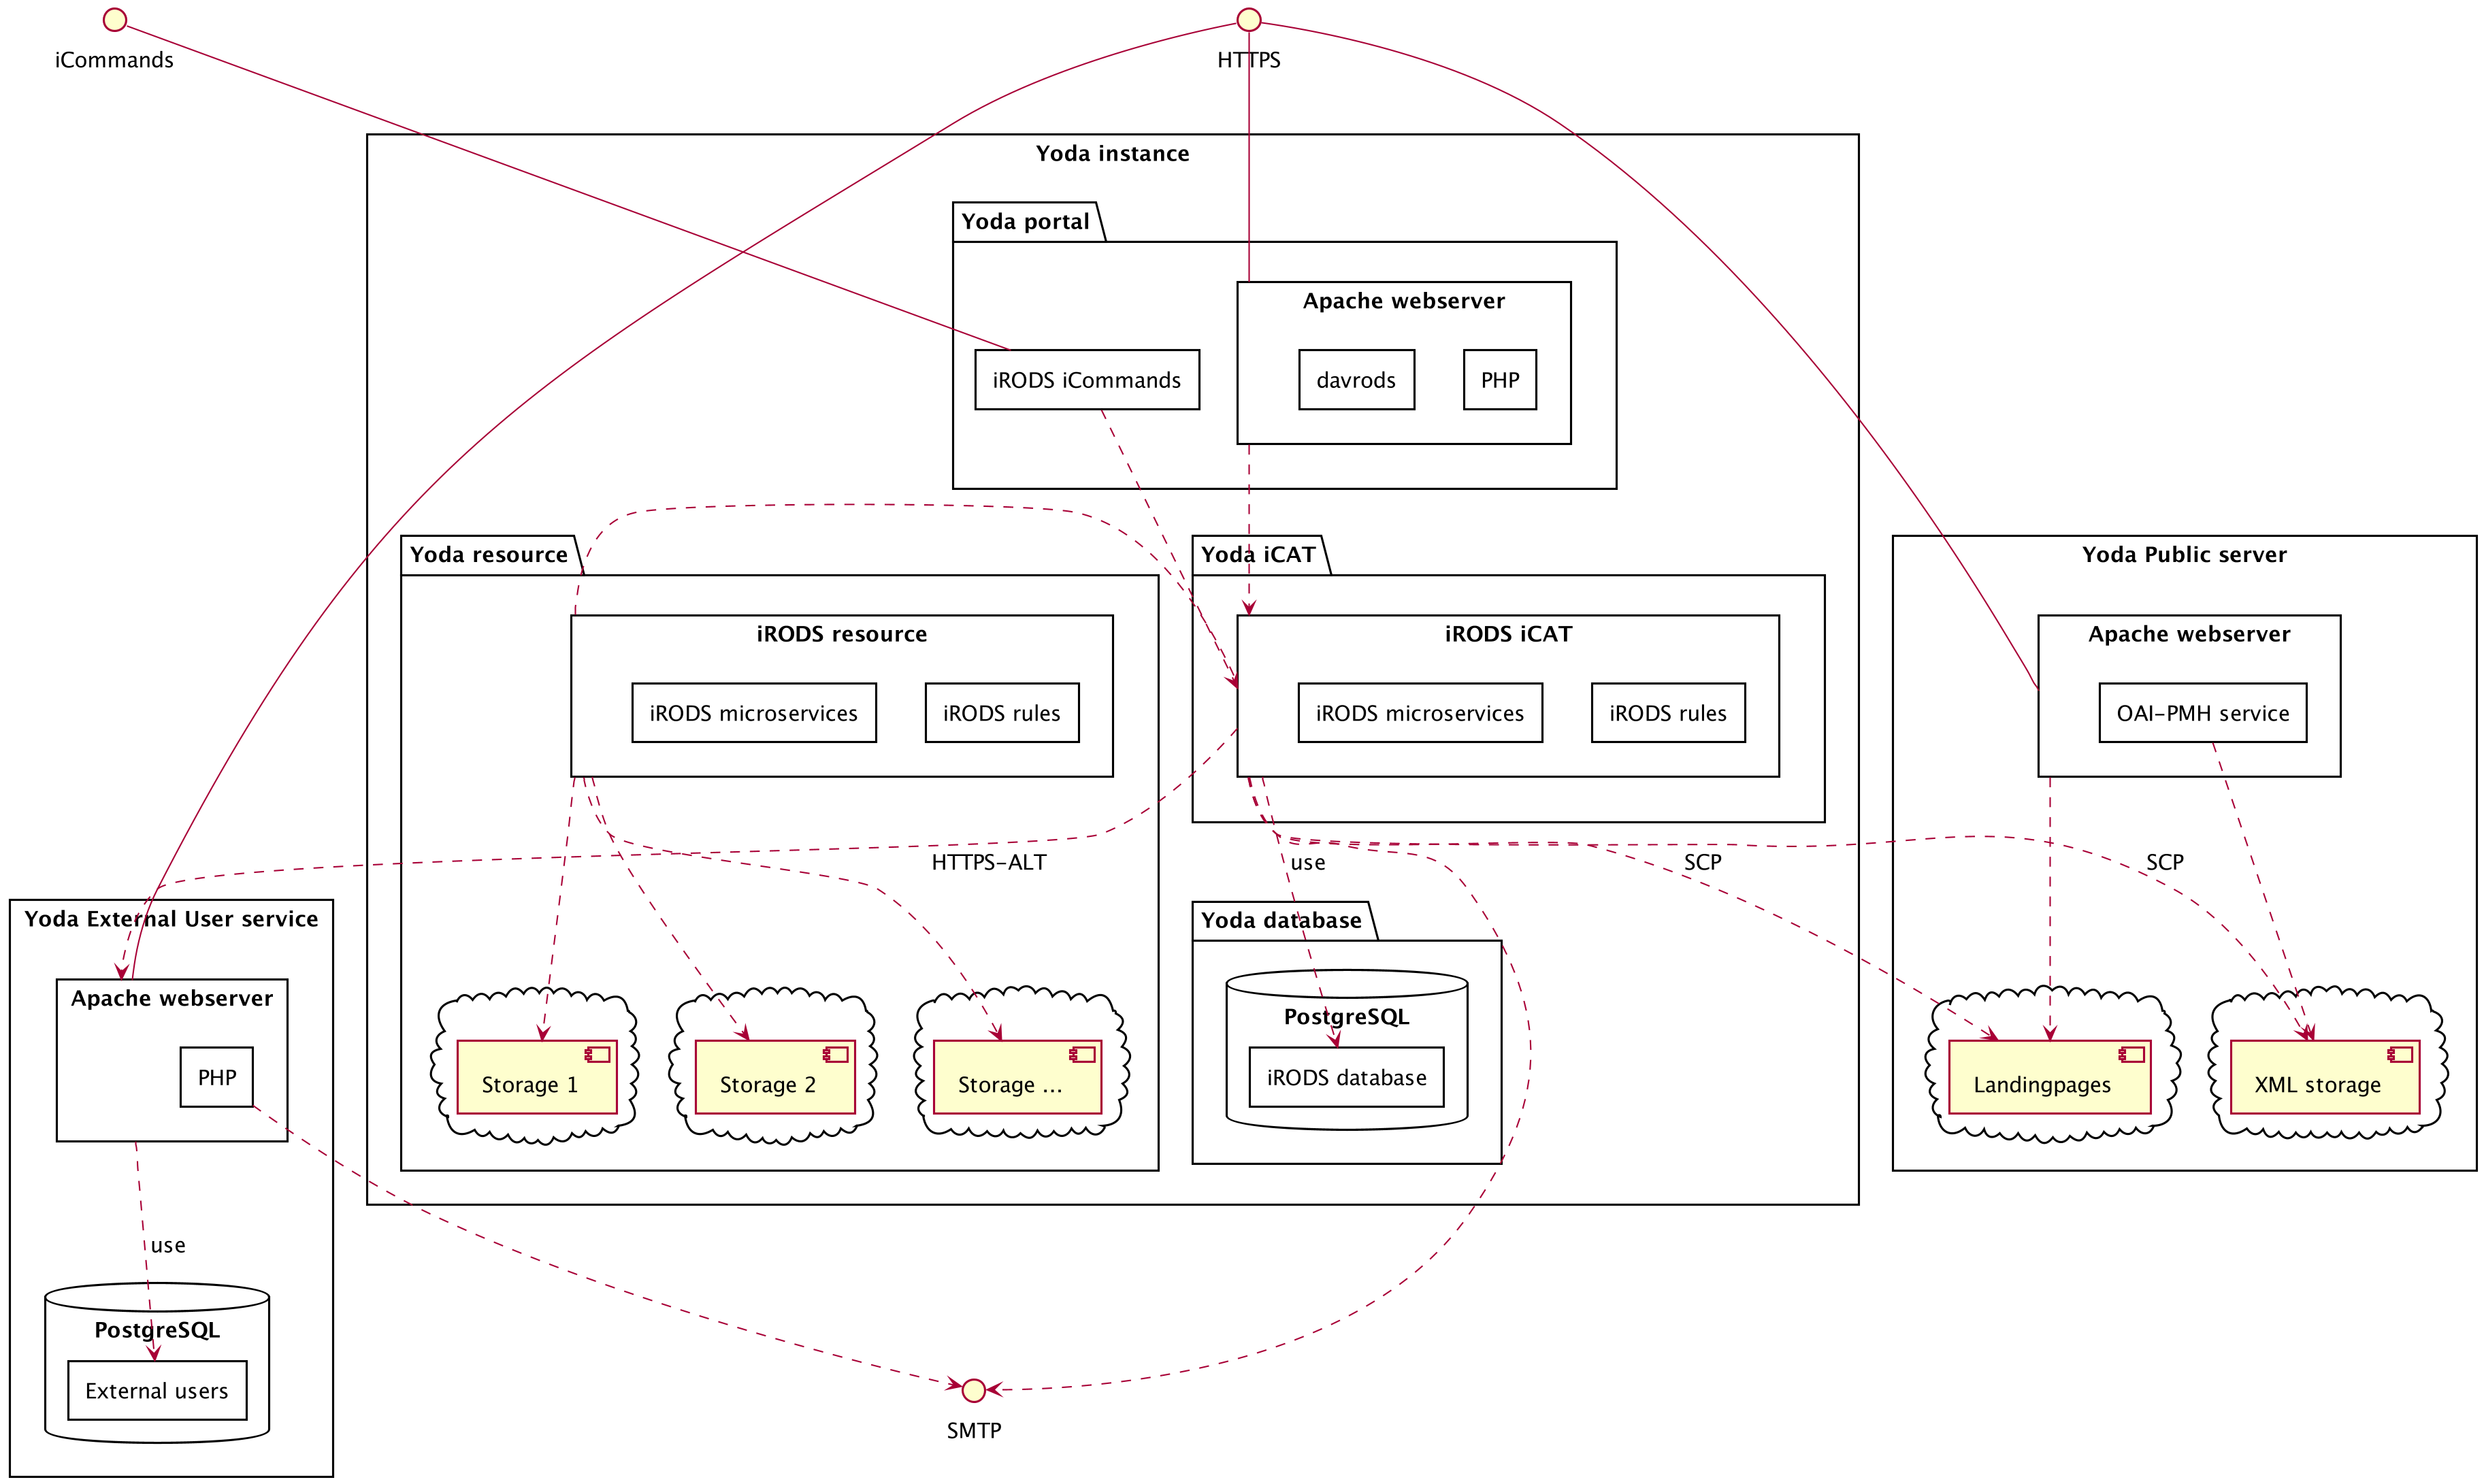 iCommands
HTTPS
Yoda instance
Yoda portal
Apache webserver
iRODS iCommands
davrods
PHP
Yoda resource
Yoda iCAT
Yoda Public server
iRODS resource
iRODS iCAT
Apache webserver
iRODS microservices
iRODS rules
iRODS microservices
iRODS rules
OAI-PMH service
HTTPS-ALT
use
SCP
SCP
Yoda External User service
Yoda database
Apache webserver
PostgreSQL
PHP
Storage 1
Storage 2
Storage ...
iRODS database
Landingpages
XML storage
use
PostgreSQL
External users
SMTP